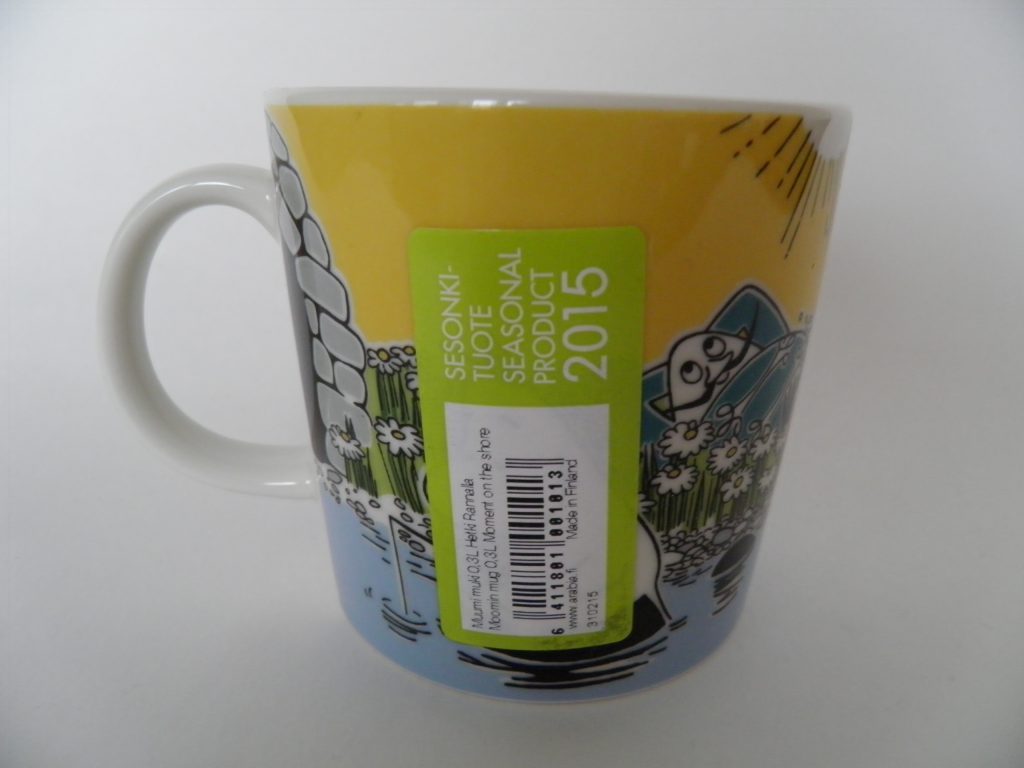 SESONKI-
TUOTE
SEASONAL
PRODUCT
2015
Muumi muki 0,3L Hetki Rannalla
Moomin mug 0,3L Moment on the shore
6 411801 001013
www.arabia.fi Made in Finland
310215